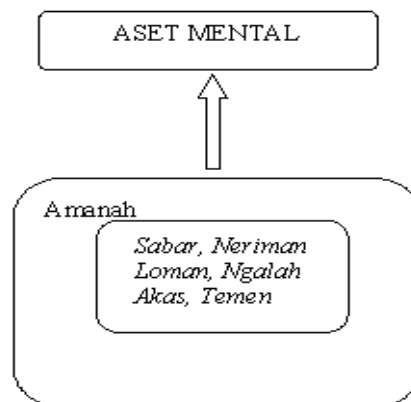 ASET MENTAL
Amanah
Sabar, Neriman
Loman, Ngalah
Akas, Temen